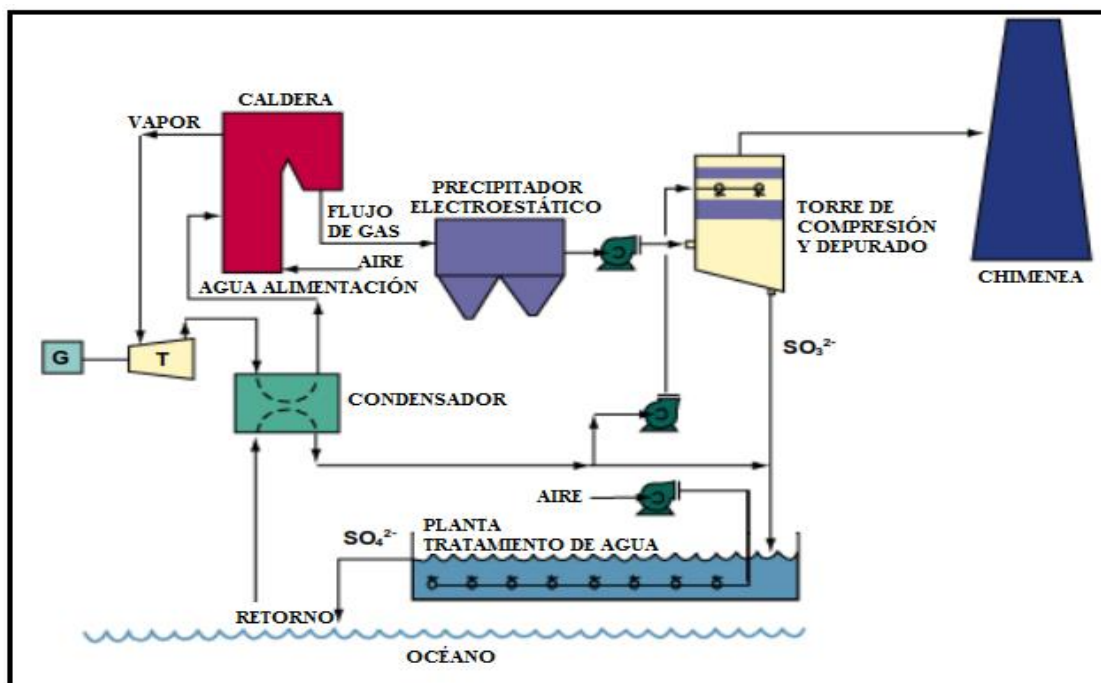 CALDERA
VAPOR
PRECIPITADOR
ELECTROESTÁTICO
FLUJO
DE GAS
TORRE DE
COMPRESIÓN
Y DEPURADO
AIRE
AGUA ALIMENTACIÓN
CHIMENEA
G
T
SO₃²⁻
CONDENSADOR
AIRE
PLANTA
TRATAMIENTO DE AGUA
SO₄²⁻
RETORNO
OCÉANO